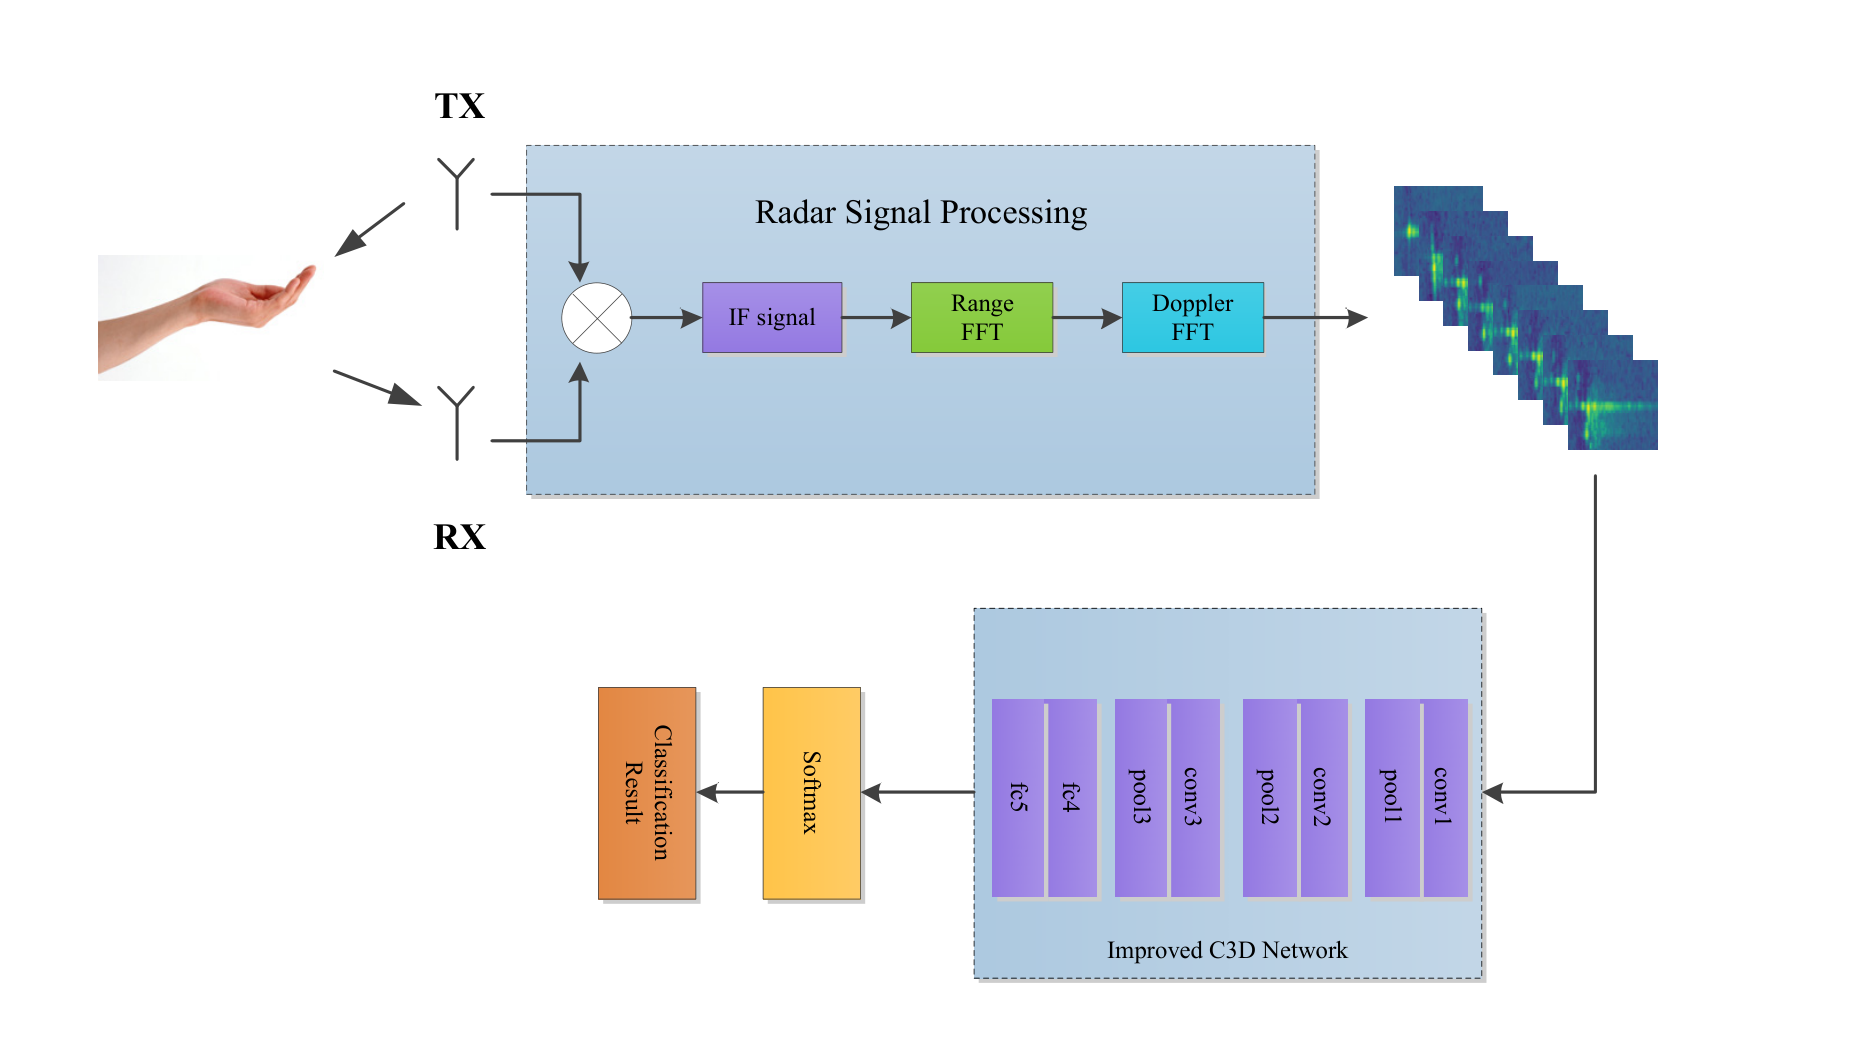 TX
Radar Signal Processing
IF signal
Range
FFT
Doppler
FFT
RX
conv1
pool1
conv2
pool2
conv3
pool3
fc4
fc5
Improved C3D Network
Softmax
Classification
Result